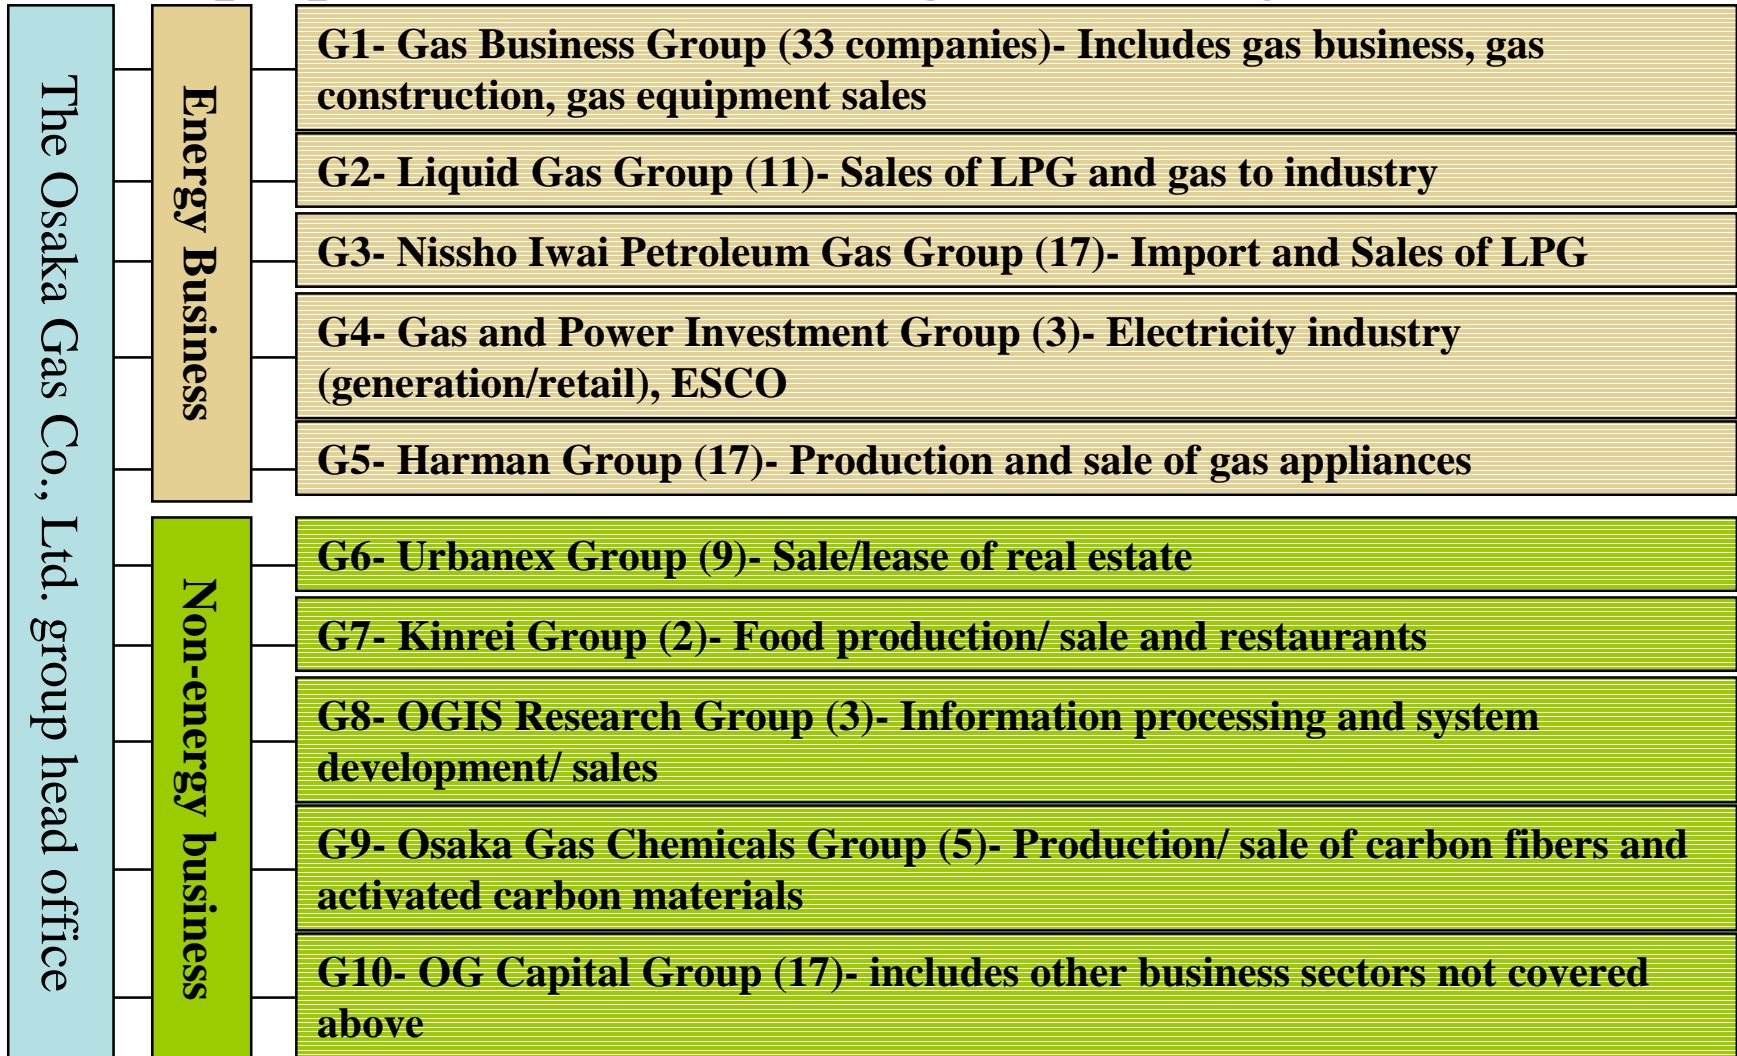 The Osaka Gas Co., Ltd. group head office
Energy Business
G1- Gas Business Group (33 companies)- Includes gas business, gas
construction, gas equipment sales
G2- Liquid Gas Group (11)- Sales of LPG and gas to industry
G3- Nissho Iwai Petroleum Gas Group (17)- Import and Sales of LPG
G4- Gas and Power Investment Group (3)- Electricity industry
(generation/retail), ESCO
G5- Harman Group (17)- Production and sale of gas appliances
Non-energy business
G6- Urbanex Group (9)- Sale/lease of real estate
G7- Kinrei Group (2)- Food production/ sale and restaurants
G8- OGIS Research Group (3)- Information processing and system
development/ sales
G9- Osaka Gas Chemicals Group (5)- Production/ sale of carbon fibers and
activated carbon materials
G10- OG Capital Group (17)- includes other business sectors not covered
above